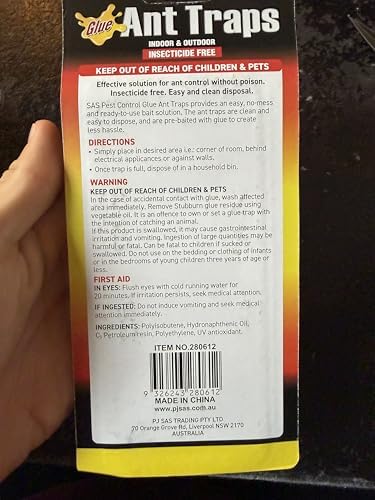 Glue Ant Traps
INDOOR & OUTDOOR
INSECTICIDE FREE
KEEP OUT OF REACH OF CHILDREN & PETS
Effective solution for ant control without poison.
Insecticide free. Easy and clean disposal.
SAS Pest Control Glue Ant Traps provides an easy, no-mess
and ready-to-use bait solution. The ant traps are clean and
easy to dispose, and are pre-baited with glue to create
less hassle.
DIRECTIONS
• Simply place in desired area i.e.: corner of room, behind
electrical applicances or against walls.
• Once trap is full, dispose of in a household bin.
WARNING
KEEP OUT OF REACH OF CHILDREN & PETS
In the case of accidental contact with glue, wash affected
area immediately. Remove Stubburn glue residue using
vegetable oil. It is an offence to own or set a glue-trap with
the intention of catching an animal.
If this product is swallowed, it may cause gastrointestinal
irritation and vomiting. Ingestion of large quantities may be
harmful or fatal. Can be fatal to children if sucked or
swallowed. Do not use on the bedding or clothing of infants
or in the bedrooms of young children three years of age or
less.
FIRST AID
IN EYES: Flush eyes with cold running water for
20 minutes. If irritation persists, seek medical attention.
IF INGESTED: Do not induce vomiting and seek medical
attention immediately.
INGREDIENTS: Polyisobutene, Hydronaphthenic Oil,
C, Petroleumresin, Polyethylene, UV antioxidant.
ITEM NO.280612
9 326243 280612
MADE IN CHINA
www.pjsas.com.au
PJ SAS TRADING PTY LTD
70 Orange Grove Rd, Liverpool NSW 2170
AUSTRALIA